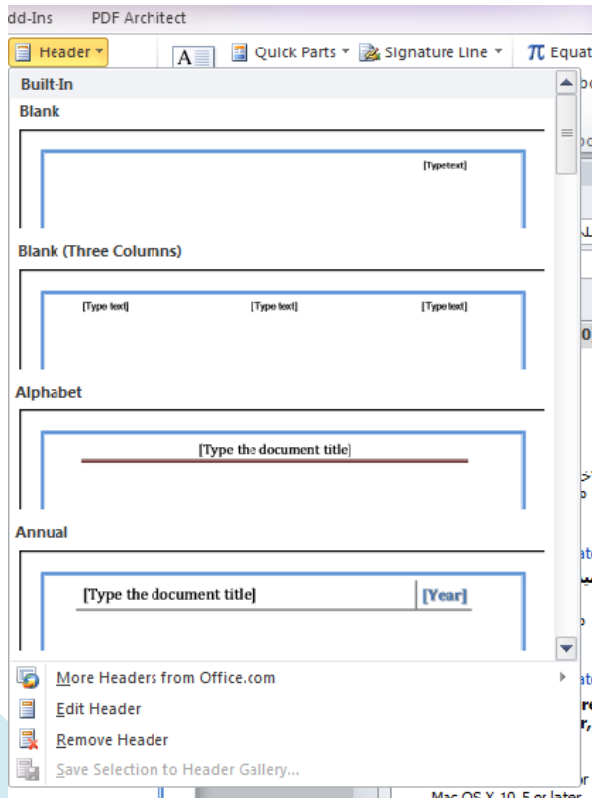 dd-Ins PDF Architect
Header A Quick Parts Signature Line π Equat
Built-In
Blank
[Typetext]
Blank (Three Columns)
[Type text] [Type text] [Type text]
Alphabet
[Type the document title]
Annual
[Type the document title] [Year]
More Headers from Office.com
Edit Header
Remove Header
Save Selection to Header Gallery...
Mac OS X 10.5 or later